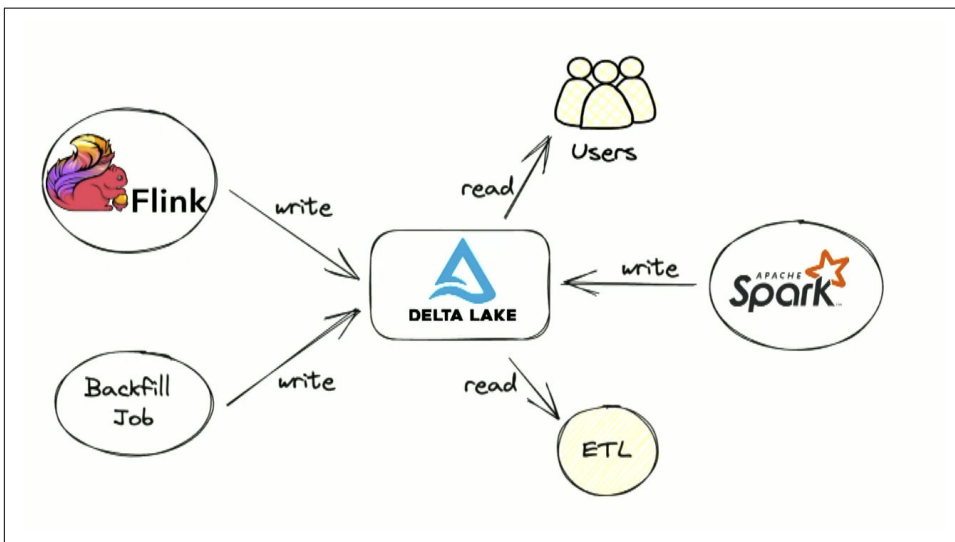 Users
read
Flink
write
write
APACHE
Spark
DELTA LAKE
Backfill
Job
write
read
ETL